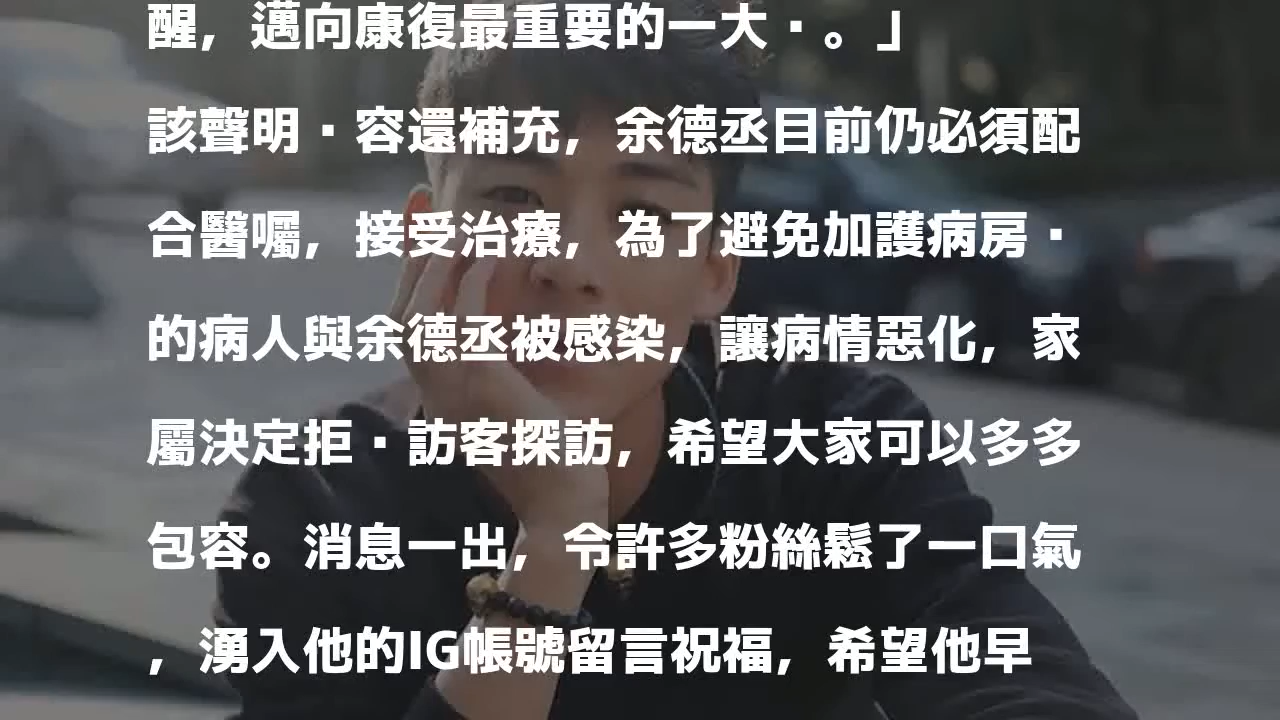 醒，邁向康復最重要的一大·。」
該聲明·容還補充，余德丞目前仍必須配
合醫囑，接受治療，為了避免加護病房·
的病人與余德丞被感染，讓病情惡化，家
屬決定拒·訪客探訪，希望大家可以多多
包容。消息一出，令許多粉絲鬆了一口氣
，湧入他的IG帳號留言祝福，希望他早